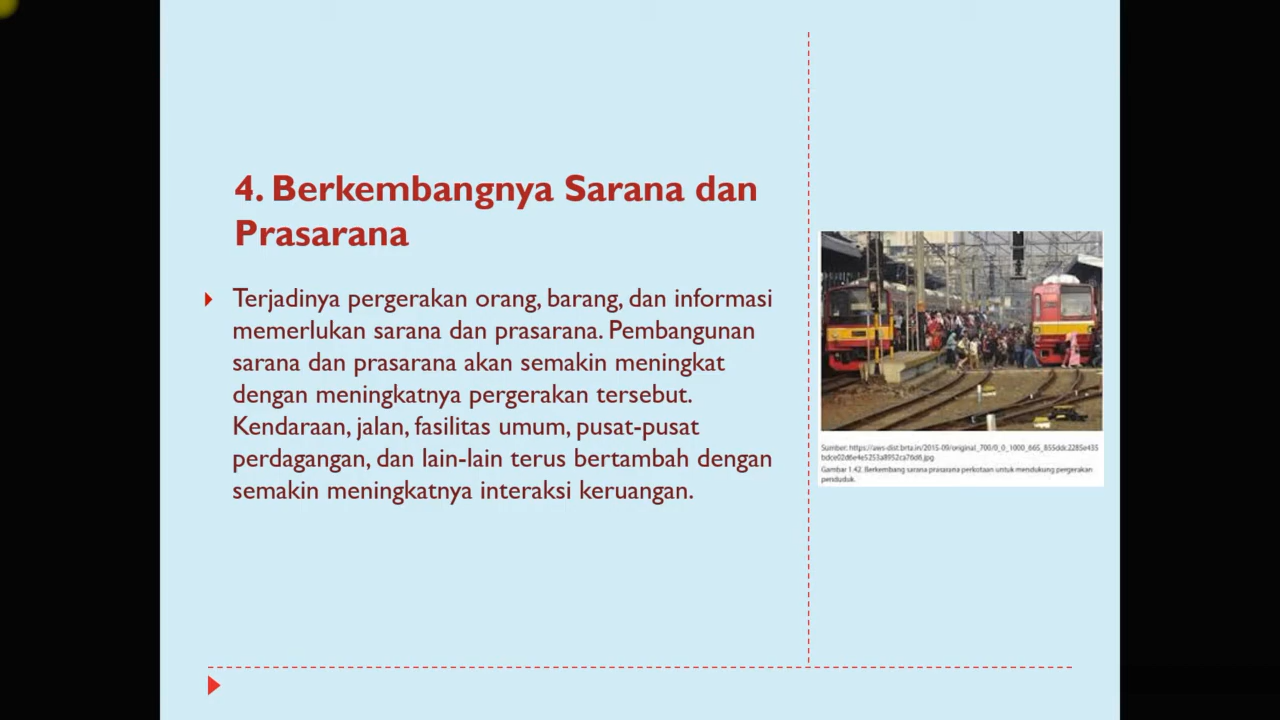 4. Berkembangnya Sarana dan
Prasarana
Terjadinya pergerakan orang, barang, dan informasi
memerlukan sarana dan prasarana. Pembangunan
sarana dan prasarana akan semakin meningkat
dengan meningkatnya pergerakan tersebut.
Kendaraan, jalan, fasilitas umum, pusat-pusat
perdagangan, dan lain-lain terus bertambah dengan
semakin meningkatnya interaksi keruangan.
Sumber:
Gambar 1.42. Berkembang sarana prasarana perkotaan untuk mendukung pergerakan
penduduk.